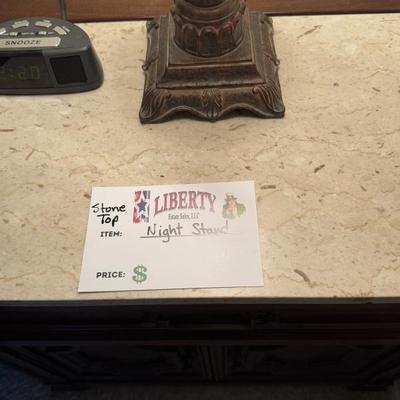 SNOOZE
LIBERTY
Estate Sales, LLC
Stone
Top
ITEM: Night Stand
PRICE: $